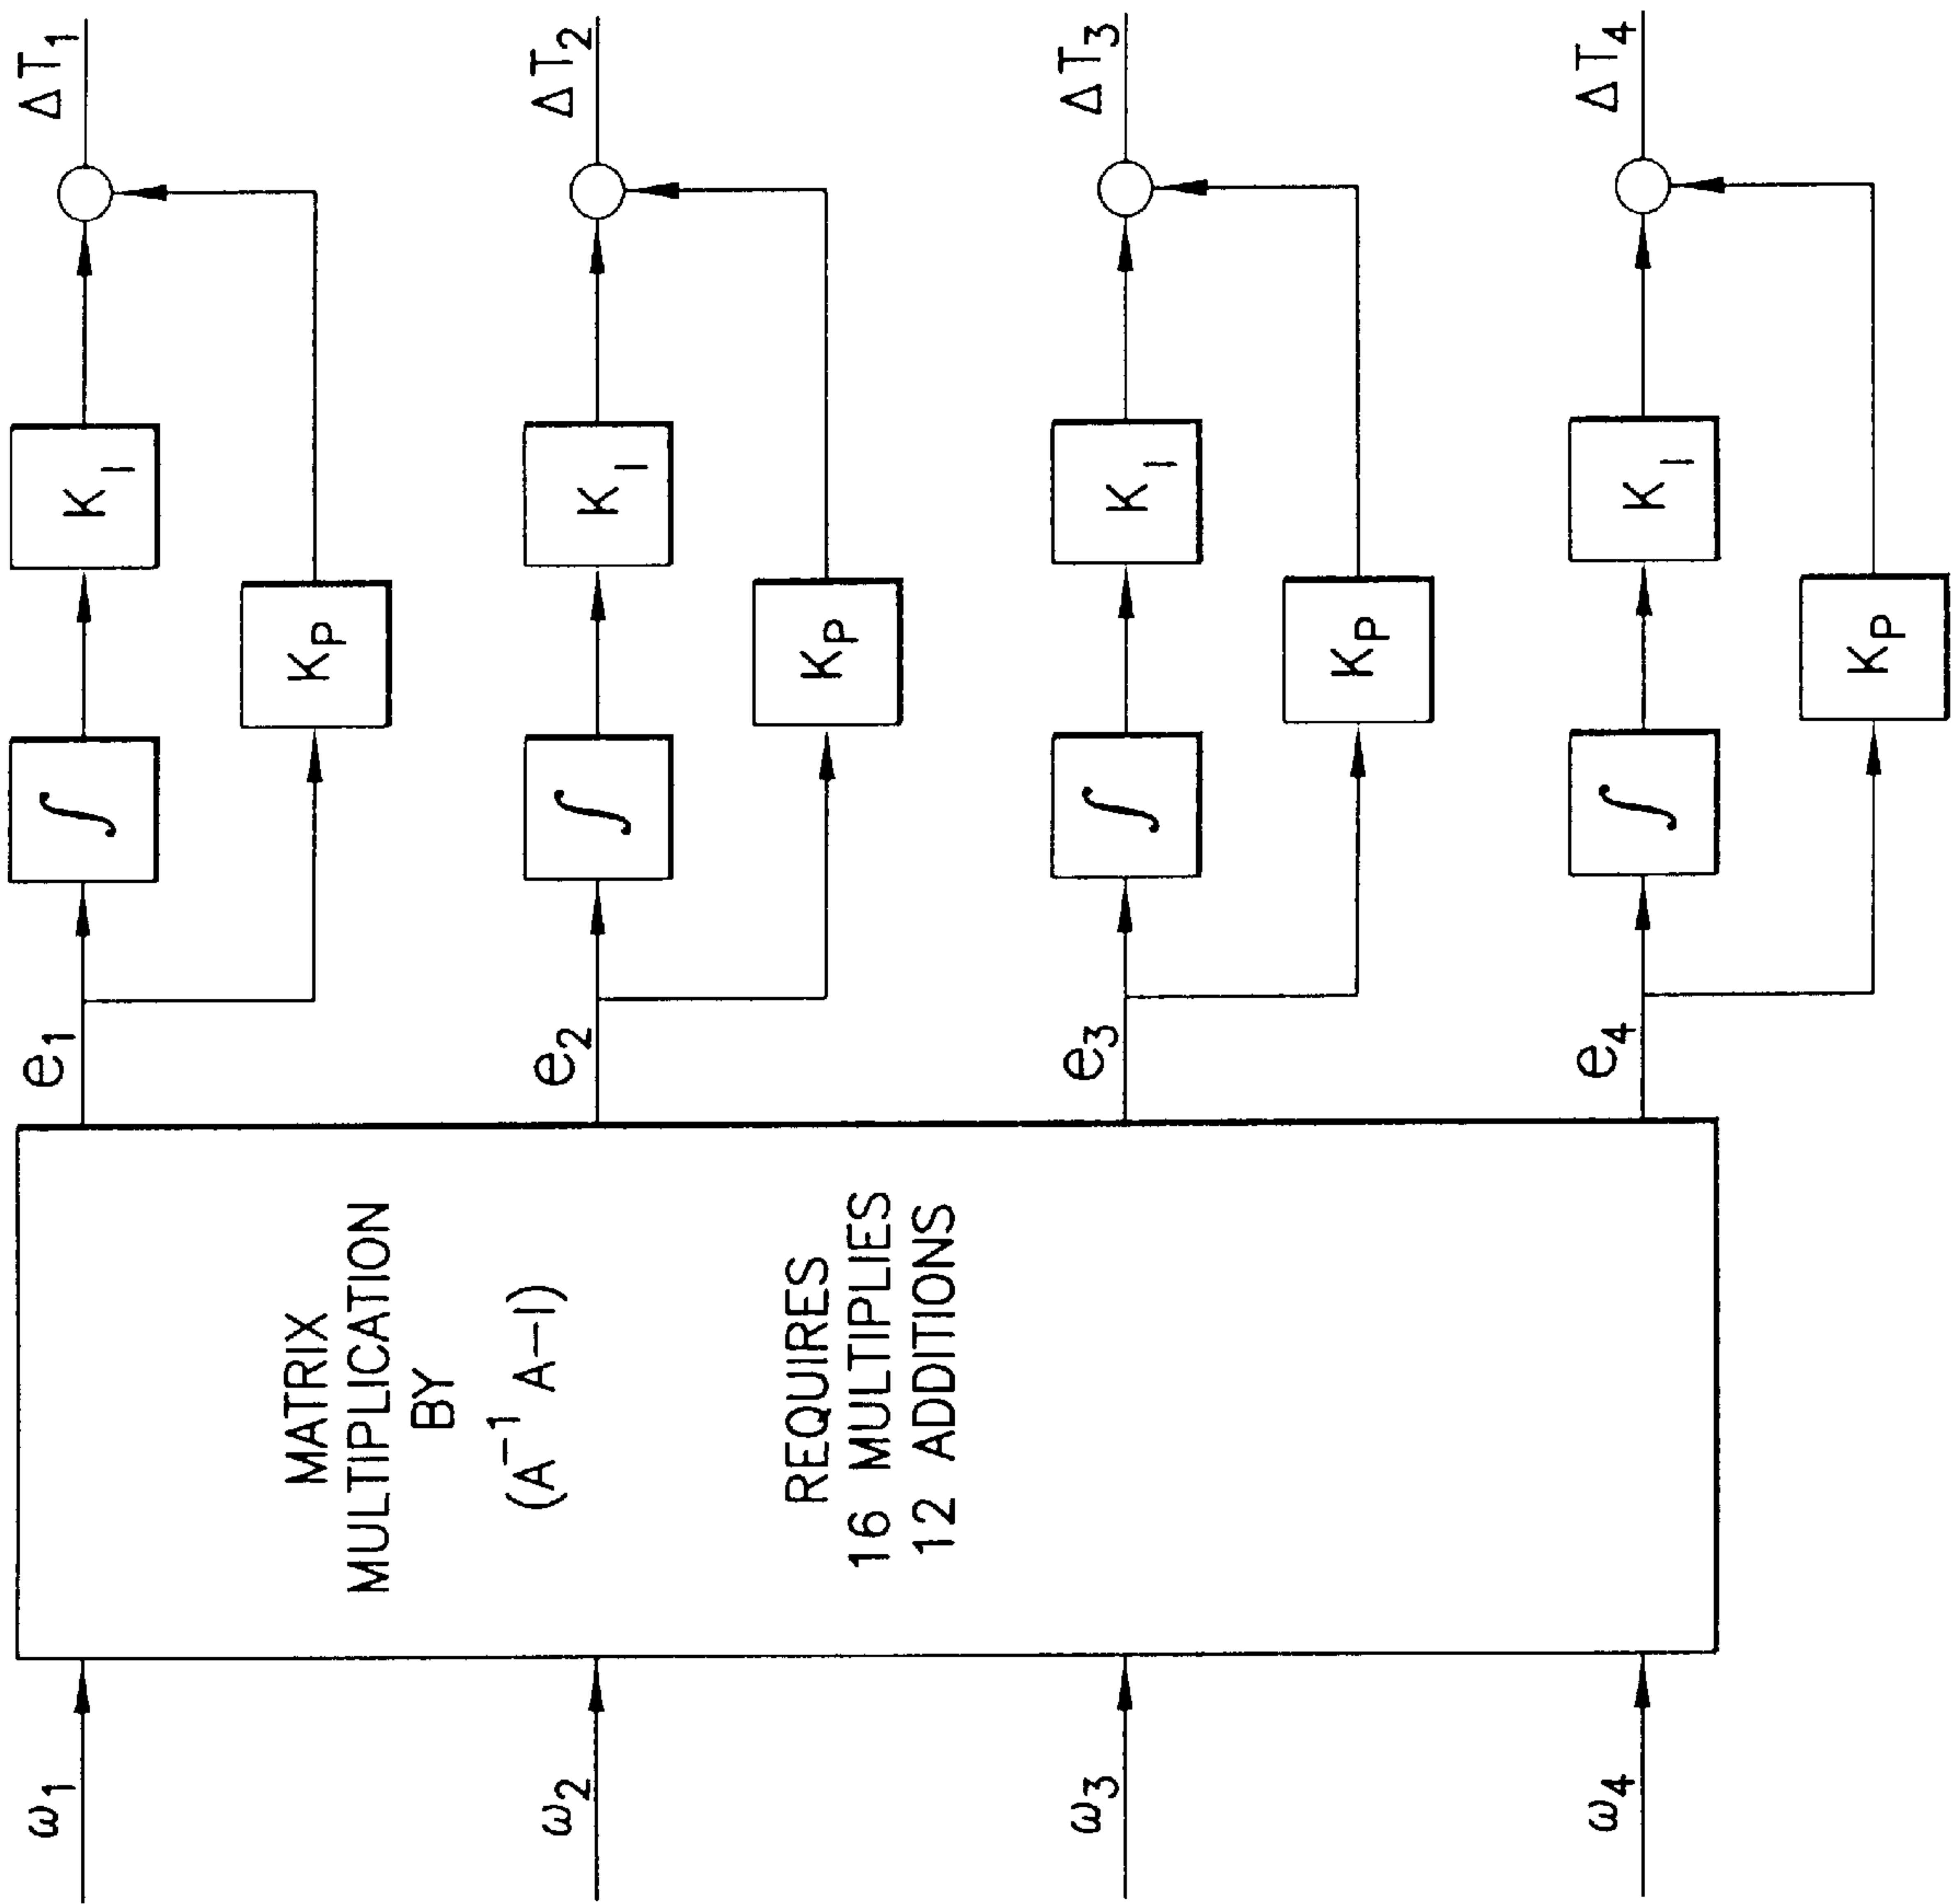 ω1
ω2
ω3
ω4
MATRIX
MULTIPLICATION
BY
(A⁻¹ A–I)
REQUIRES
16 MULTIPLIES
12 ADDITIONS
e1
∫
KI
KP
ΔT1
e2
∫
KI
KP
ΔT2
e3
∫
KI
KP
ΔT3
e4
∫
KI
KP
ΔT4